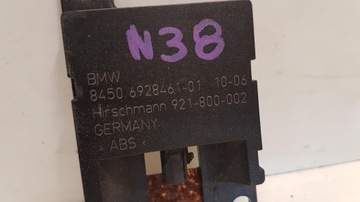 N38
BMW
8450 6928461-01 10-06
Hirschmann 921-800-002
GERMANY
› ABS ‹